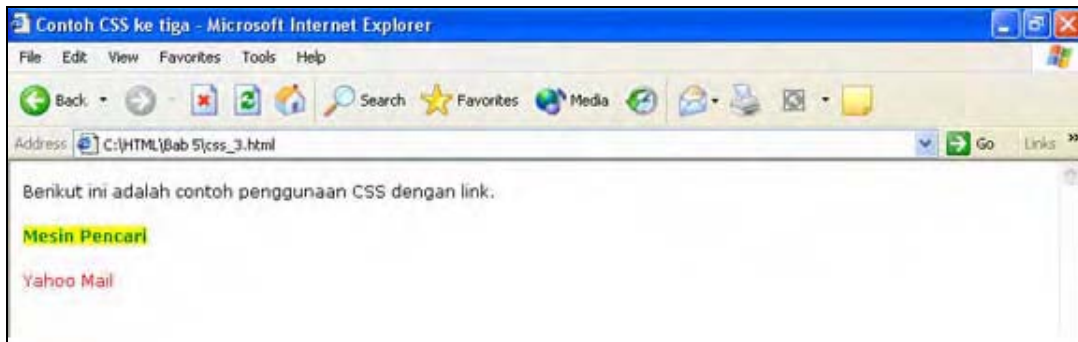 Contoh CSS ke tiga - Microsoft Internet Explorer
File Edit View Favorites Tools Help
Back Search Favorites Media
Address C:\HTML\Bab 5\css_3.html Go Links »
Berikut ini adalah contoh penggunaan CSS dengan link.
Mesin Pencari
Yahoo Mail